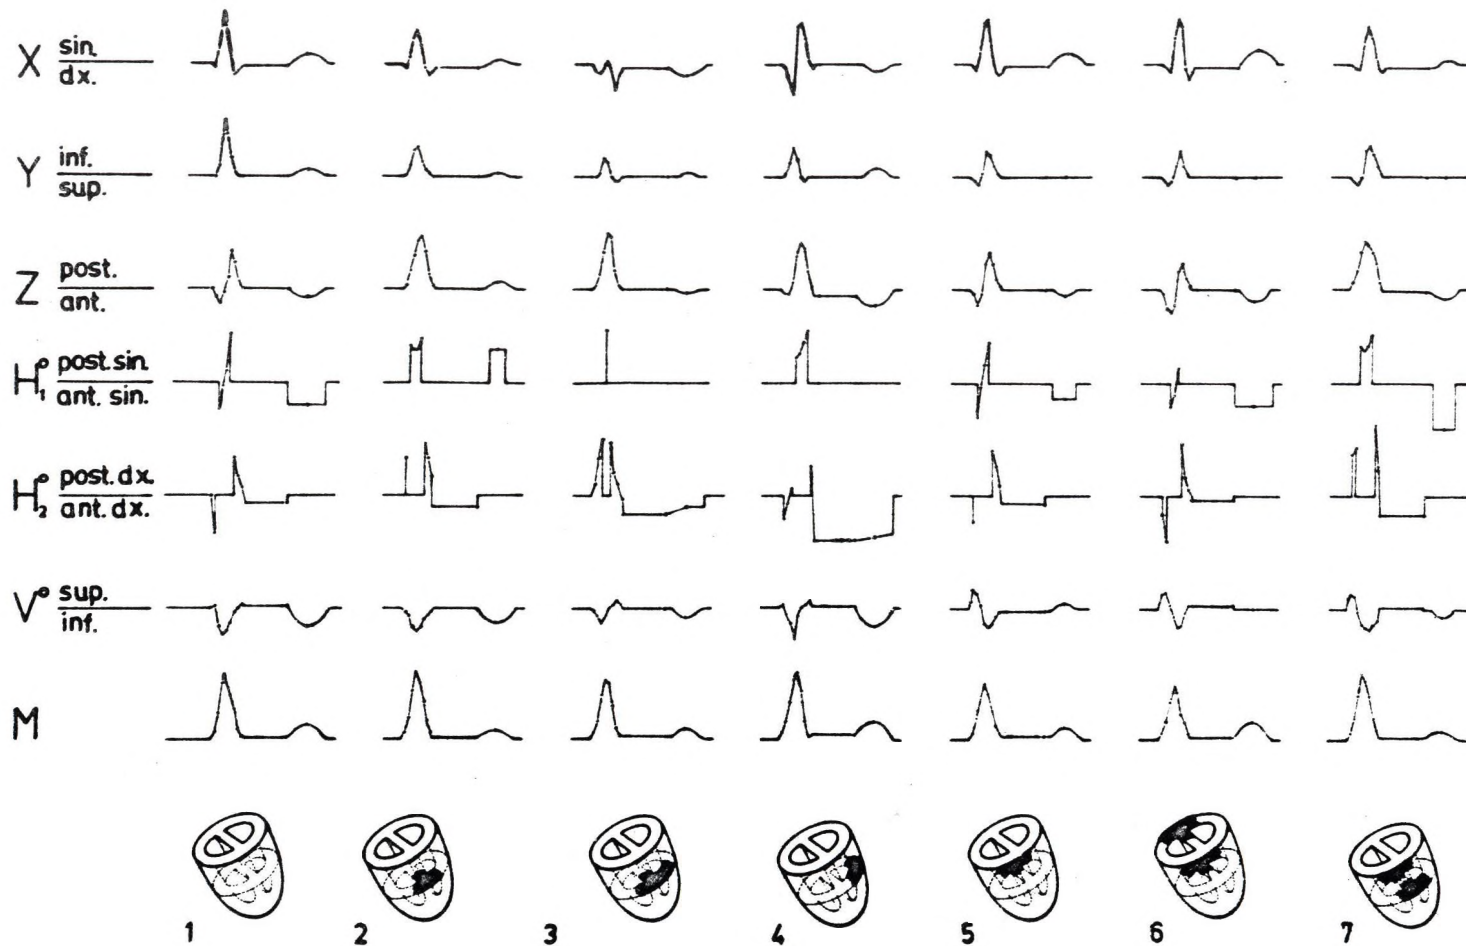 X sin. / dx.
Y inf. / sup.
Z post. / ant.
H₁° post.sin. / ant. sin.
H₂° post.dx. / ant.dx.
V° sup. / inf.
M
1 2 3 4 5 6 7